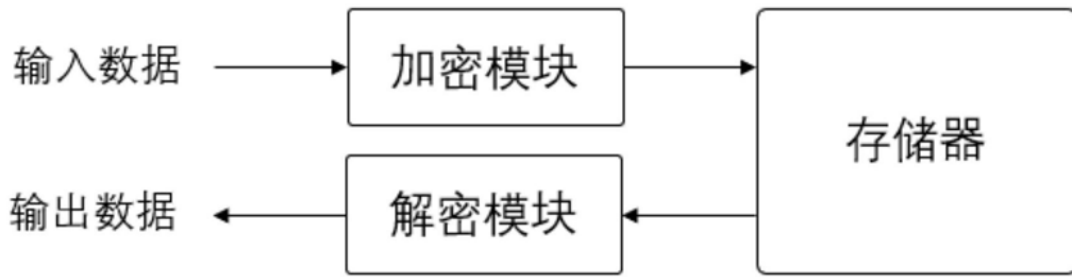 输入数据
加密模块
存储器
输出数据
解密模块